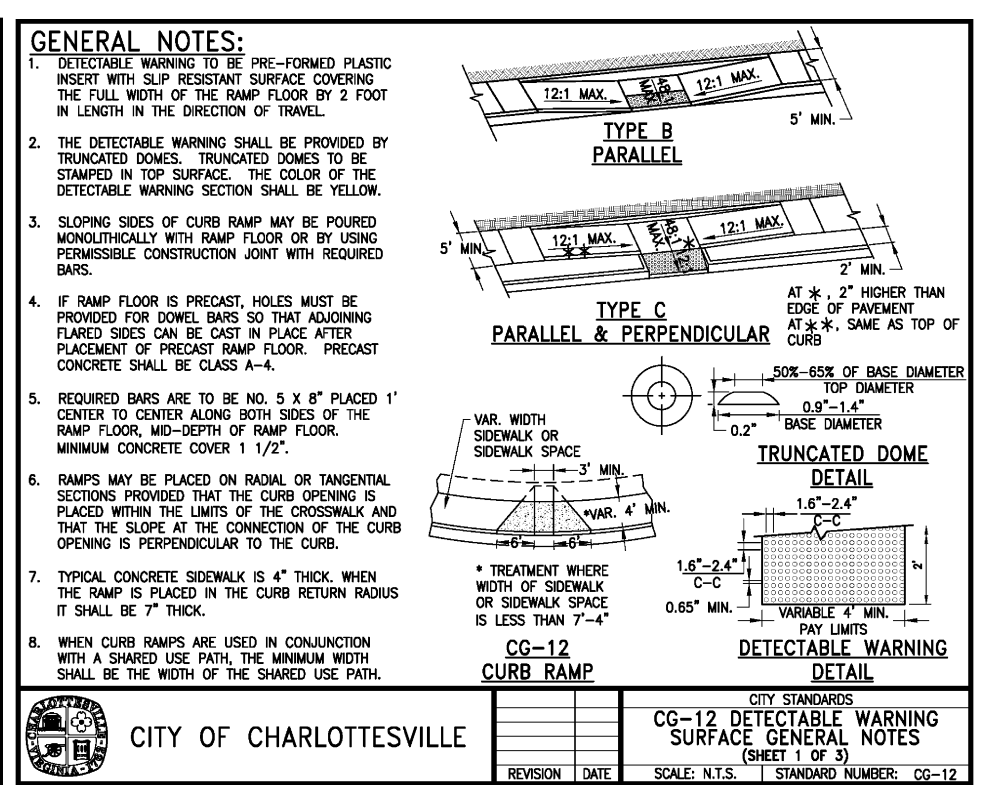 GENERAL NOTES:
1. DETECTABLE WARNING TO BE PRE-FORMED PLASTIC
INSERT WITH SLIP RESISTANT SURFACE COVERING
THE FULL WIDTH OF THE RAMP FLOOR BY 2 FOOT
IN LENGTH IN THE DIRECTION OF TRAVEL.
2. THE DETECTABLE WARNING SHALL BE PROVIDED BY
TRUNCATED DOMES. TRUNCATED DOMES TO BE
STAMPED IN TOP SURFACE. THE COLOR OF THE
DETECTABLE WARNING SECTION SHALL BE YELLOW.
3. SLOPING SIDES OF CURB RAMP MAY BE POURED
MONOLITHICALLY WITH RAMP FLOOR OR BY USING
PERMISSIBLE CONSTRUCTION JOINT WITH REQUIRED
BARS.
4. IF RAMP FLOOR IS PRECAST, HOLES MUST BE
PROVIDED FOR DOWEL BARS SO THAT ADJOINING
FLARED SIDES CAN BE CAST IN PLACE AFTER
PLACEMENT OF PRECAST RAMP FLOOR. PRECAST
CONCRETE SHALL BE CLASS A-4.
5. REQUIRED BARS ARE TO BE NO. 5 X 8" PLACED 1'
CENTER TO CENTER ALONG BOTH SIDES OF THE
RAMP FLOOR, MID-DEPTH OF RAMP FLOOR.
MINIMUM CONCRETE COVER 1 1/2".
6. RAMPS MAY BE PLACED ON RADIAL OR TANGENTIAL
SECTIONS PROVIDED THAT THE CURB OPENING IS
PLACED WITHIN THE LIMITS OF THE CROSSWALK AND
THAT THE SLOPE AT THE CONNECTION OF THE CURB
OPENING IS PERPENDICULAR TO THE CURB.
7. TYPICAL CONCRETE SIDEWALK IS 4" THICK. WHEN
THE RAMP IS PLACED IN THE CURB RETURN RADIUS
IT SHALL BE 7" THICK.
8. WHEN CURB RAMPS ARE USED IN CONJUNCTION
WITH A SHARED USE PATH, THE MINIMUM WIDTH
SHALL BE THE WIDTH OF THE SHARED USE PATH.
12:1 MAX.
48:1
MAX.
12:1 MAX.
5' MIN.
TYPE B
PARALLEL
5' MIN.
12:1 MAX.
**
48:1
MAX.
*
12:1
12:1 MAX.
2' MIN.
TYPE C
PARALLEL & PERPENDICULAR
AT *, 2" HIGHER THAN
EDGE OF PAVEMENT
AT **, SAME AS TOP OF
CURB
50%-65% OF BASE DIAMETER
TOP DIAMETER
0.9"-1.4"
BASE DIAMETER
0.2"
TRUNCATED DOME
DETAIL
VAR. WIDTH
SIDEWALK OR
SIDEWALK SPACE
3' MIN.
*VAR. 4' MIN.
6'
6'
* TREATMENT WHERE
WIDTH OF SIDEWALK
OR SIDEWALK SPACE
IS LESS THAN 7'-4"
CG-12
CURB RAMP
1.6"-2.4"
C-C
1.6"-2.4"
C-C
0.65" MIN.
2'
VARIABLE 4' MIN.
PAY LIMITS
DETECTABLE WARNING
DETAIL
CHARLOTTESVILLE
VIRGINIA-1762
CITY OF CHARLOTTESVILLE
REVISION
DATE
CITY STANDARDS
CG-12 DETECTABLE WARNING
SURFACE GENERAL NOTES
(SHEET 1 OF 3)
SCALE: N.T.S.
STANDARD NUMBER: CG-12